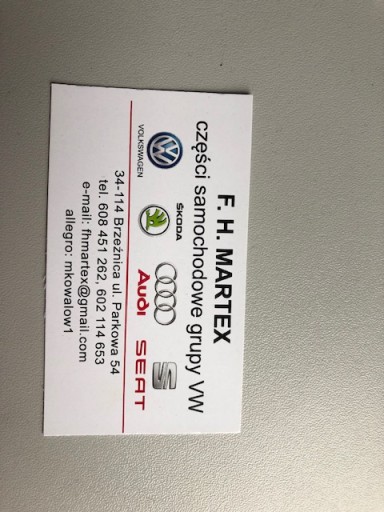 F. H. MARTEX
części samochodowe grupy VW
VOLKSWAGEN
ŠKODA
Audi
SEAT
34-114 Brzeźnica ul. Parkowa 54
tel. 608 451 262, 602 114 653
e-mail: fhmartex@gmail.com
allegro: mkowalow1